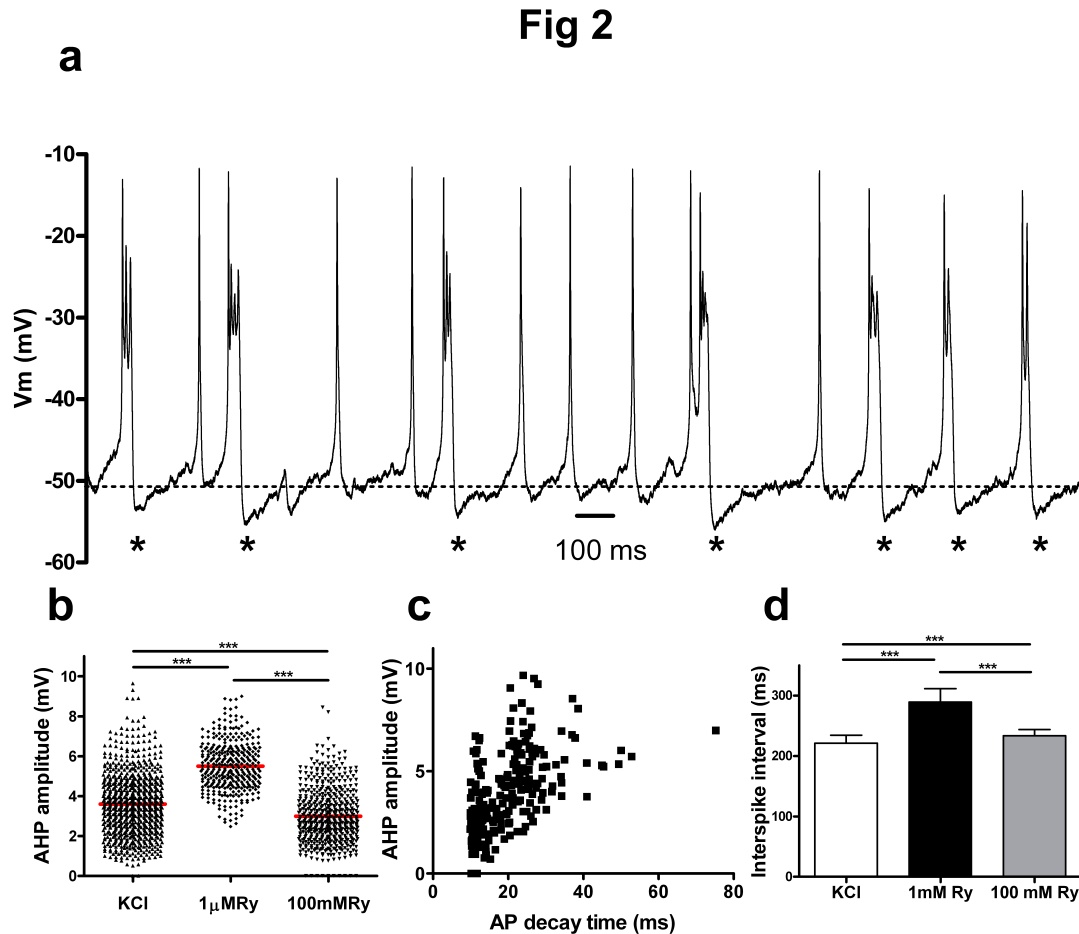 Fig 2
a
Vm (mV)
-10
-20
-30
-40
-50
-60
* * * * * * *
100 ms
b
AHP amplitude (mV)
10
8
6
4
2
0
***
***
***
KCl 1µMRy 100mMRy
c
AHP amplitude (mV)
10
5
0
0 20 40 60 80
AP decay time (ms)
d
Interspike interval (ms)
300
200
100
0
***
***
***
KCl 1mM Ry 100 mM Ry